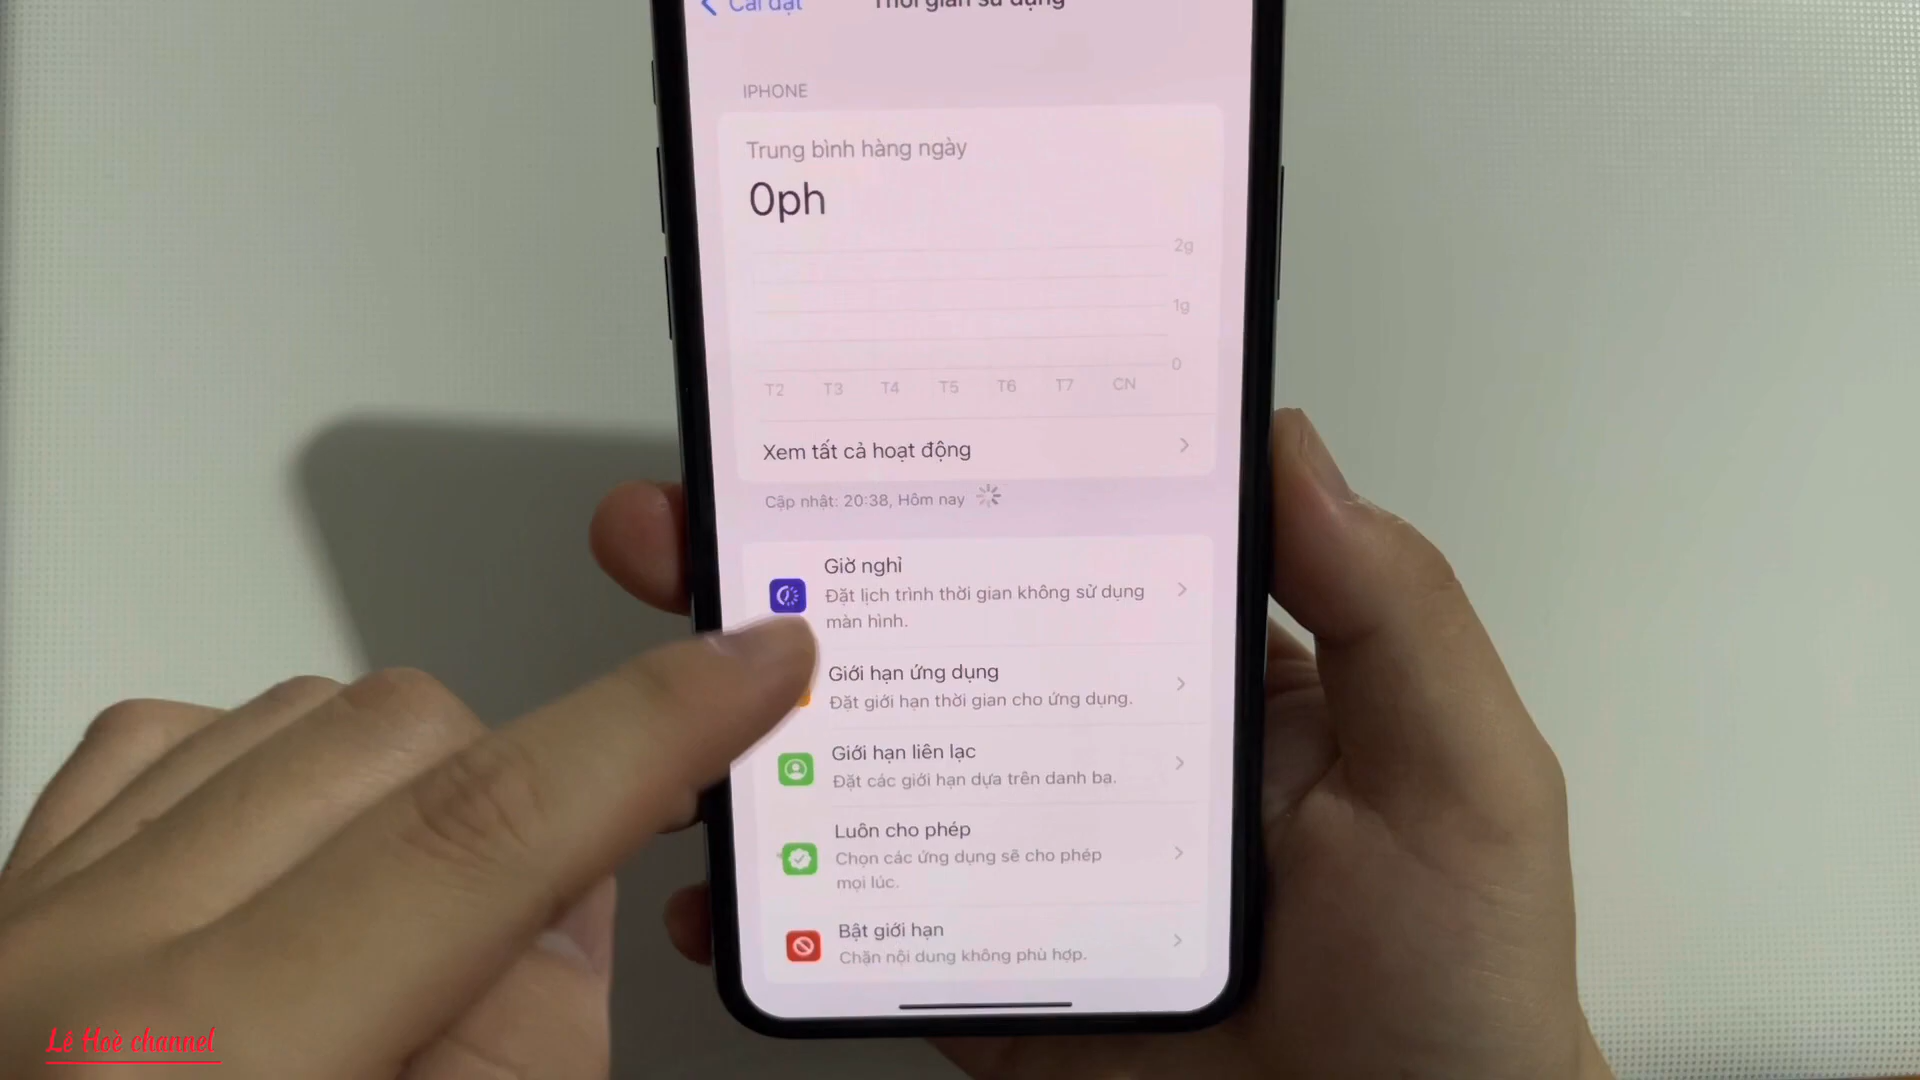 Cài đặt
Thời gian sử dụng
IPHONE
Trung bình hàng ngày
0ph
2g
1g
0
T2 T3 T4 T5 T6 T7 CN
Xem tất cả hoạt động
Cập nhật: 20:38, Hôm nay
Giờ nghỉ
Đặt lịch trình thời gian không sử dụng
màn hình.
Giới hạn ứng dụng
Đặt giới hạn thời gian cho ứng dụng.
Giới hạn liên lạc
Đặt các giới hạn dựa trên danh bạ.
Luôn cho phép
Chọn các ứng dụng sẽ cho phép
mọi lúc.
Bật giới hạn
Chặn nội dung không phù hợp.
Lê Hoè channel